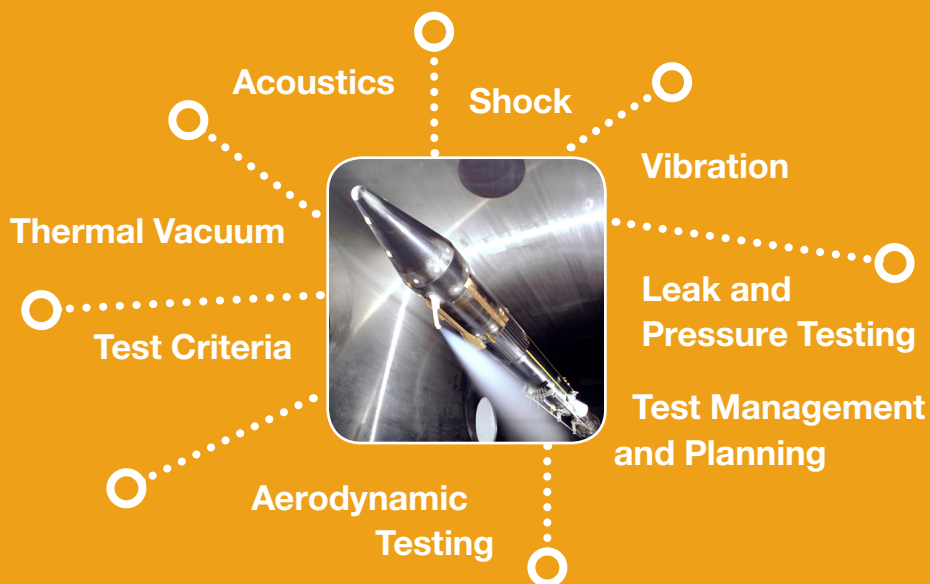 Acoustics
Shock
Vibration
Thermal Vacuum
Leak and
Pressure Testing
Test Criteria
Test Management
and Planning
Aerodynamic
Testing